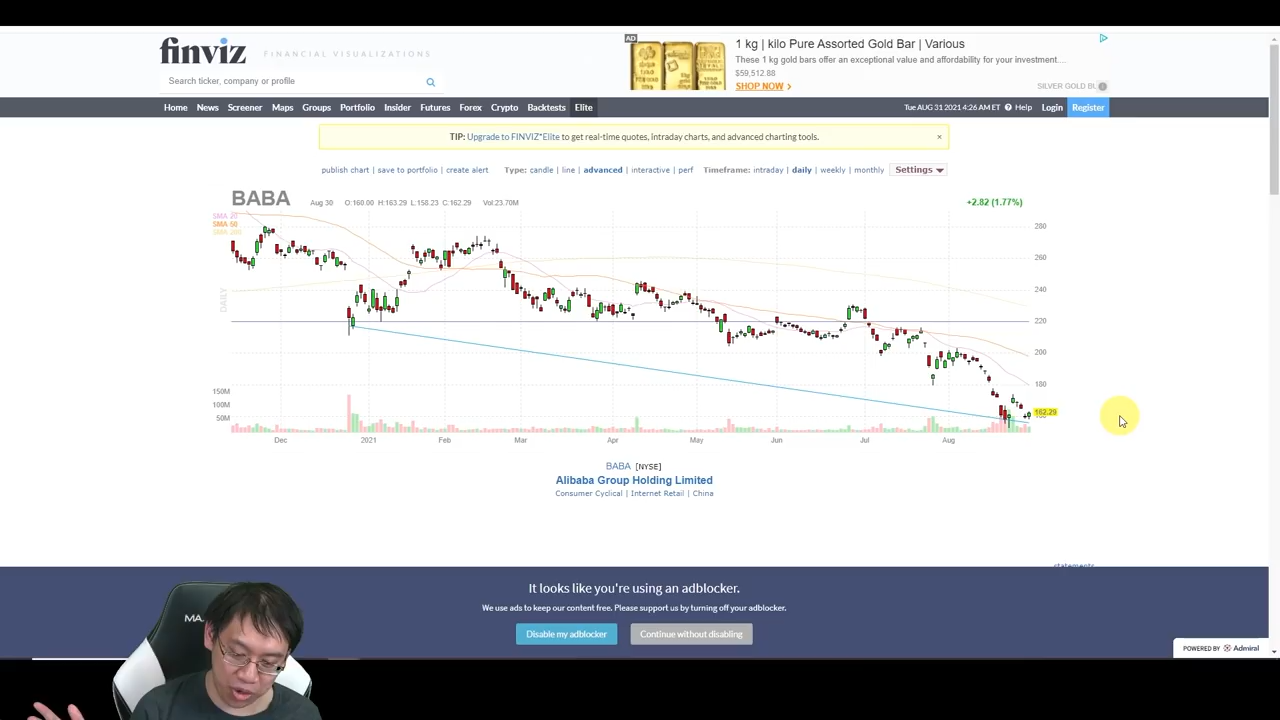 finviz FINANCIAL VISUALIZATIONS
Search ticker, company or profile
AD
1 kg | kilo Pure Assorted Gold Bar | Various
These 1 kg gold bars offer an exceptional value and affordability for your investment....
$59,512.88
SHOP NOW
SILVER GOLD BU
Home News Screener Maps Groups Portfolio Insider Futures Forex Crypto Backtests Elite
Tue AUG 31 2021 4:26 AM ET Help Login Register
TIP: Upgrade to FINVIZ*Elite to get real-time quotes, intraday charts, and advanced charting tools. ×
publish chart | save to portfolio | create alert Type: candle | line | advanced | interactive | perf Timeframe: intraday | daily | weekly | monthly Settings
BABA Aug 30 O:160.00 H:163.29 L:158.23 C:162.29 Vol:23.70M +2.82 (1.77%)
SMA 20
SMA 50
SMA 200
DAILY
280
260
240
220
200
180
162.29
150M
100M
50M
Dec 2021 Feb Mar Apr May Jun Jul Aug
BABA [NYSE]
Alibaba Group Holding Limited
Consumer Cyclical | Internet Retail | China
statements
It looks like you're using an adblocker.
We use ads to keep our content free. Please support us by turning off your adblocker.
Disable my adblocker Continue without disabling
POWERED BY Admiral